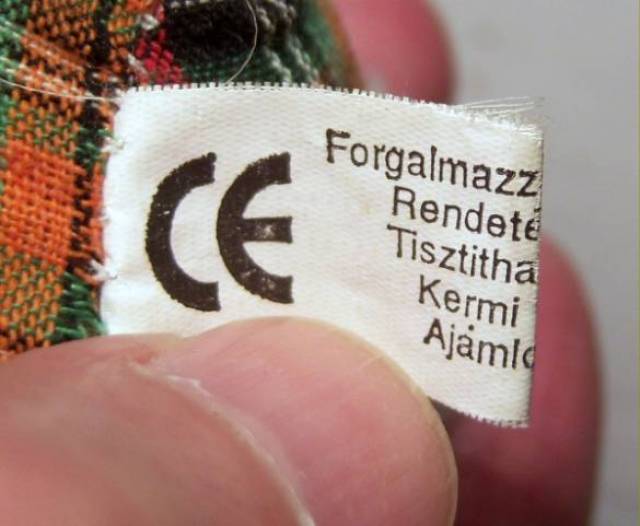 CE
Forgalmazz
Rendeté
Tisztitha
Kermi
Ajámlo